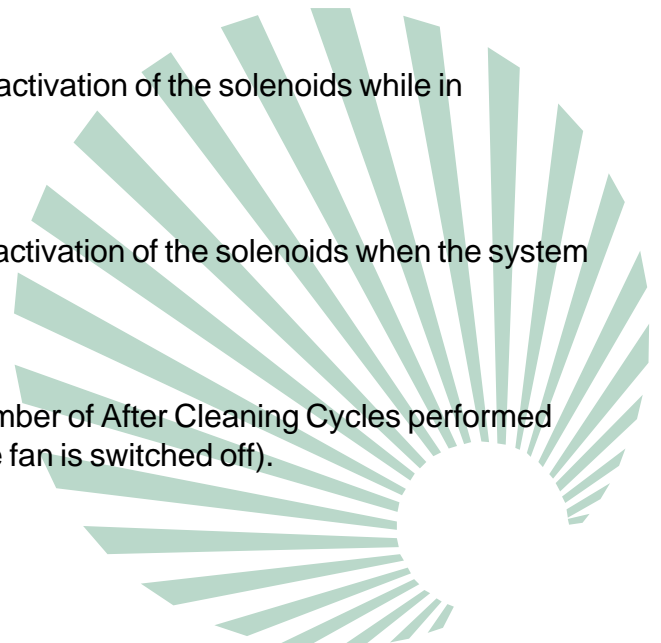 activation of the solenoids while in
activation of the solenoids when the system
of After Cleaning Cycles performed
fan is switched off).